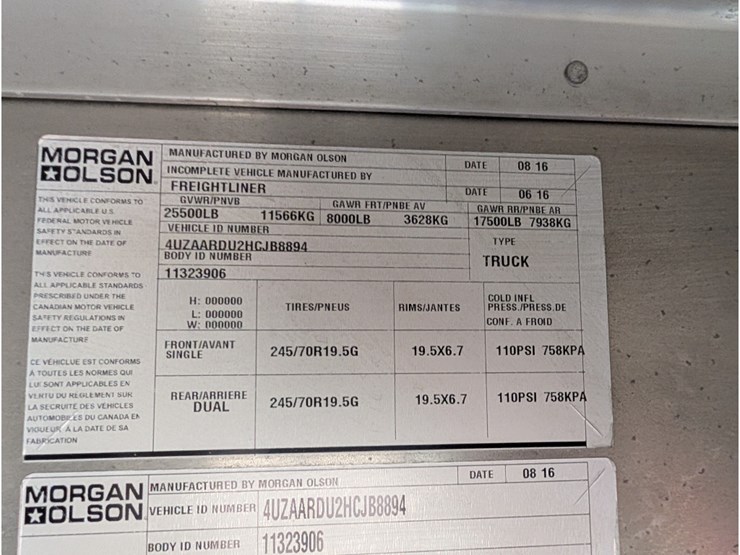 MORGAN
OLSON
MANUFACTURED BY MORGAN OLSON DATE 08 16
INCOMPLETE VEHICLE MANUFACTURED BY
FREIGHTLINER DATE 06 16
GVWR/PNVB GAWR FRT/PNBE AV GAWR RR/PNBE AR
25500LB 11566KG 8000LB 3628KG 17500LB 7938KG
VEHICLE ID NUMBER TYPE
4UZAARDU2HCJB8894
BODY ID NUMBER TRUCK
11323906
THIS VEHICLE CONFORMS TO
ALL APPLICABLE U.S.
FEDERAL MOTOR VEHICLE
SAFETY STANDARDS IN
EFFECT ON THE DATE OF
MANUFACTURE
THIS VEHICLE CONFORMS TO
ALL APPLICABLE STANDARDS
PRESCRIBED UNDER THE
CANADIAN MOTOR VEHICLE
SAFETY REGULATIONS IN
EFFECT ON THE DATE OF
MANUFACTURE
CE VÉHICLUE EST CONFORMS
A TOUTES LES NORMES QUI
LUI SONT APPLICABLES EN
VERTU DU REGLEMENT SUR
LA SECRUITE DES VEHICLES
AUTOMOBILES DU CANADA EN
VIGUEUR A LA DATE DE SA
FABRICATION
H: 000000
L: 000000
W: 000000
TIRES/PNEUS RIMS/JANTES
COLD INFL
PRESS./PRESS.DE
CONF. A FROID
FRONT/AVANT
SINGLE
245/70R19.5G 19.5X6.7 110PSI 758KPA
REAR/ARRIERE
DUAL
245/70R19.5G 19.5X6.7 110PSI 758KPA
MORGAN
OLSON
MANUFACTURED BY MORGAN OLSON DATE 08 16
VEHICLE ID NUMBER 4UZAARDU2HCJB8894
BODY ID NUMBER 11323906